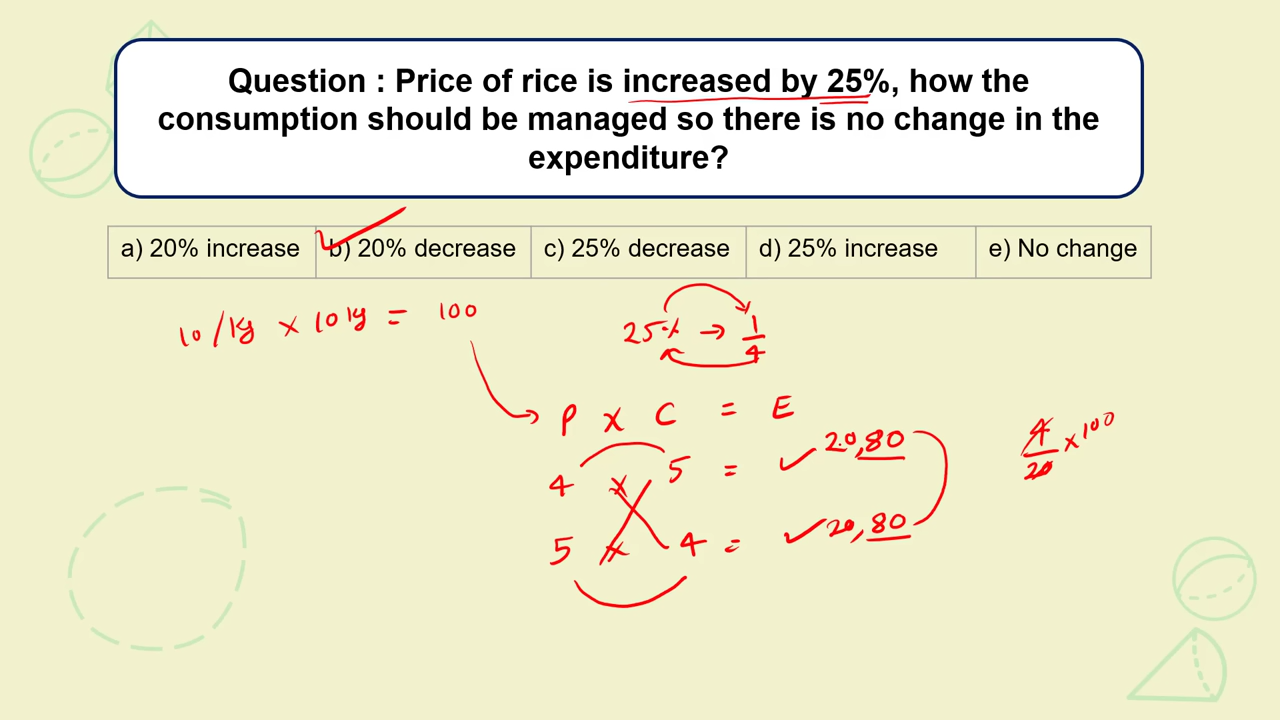 Question : Price of rice is increased by 25%, how the
consumption should be managed so there is no change in the
expenditure?
a) 20% increase b) 20% decrease c) 25% decrease d) 25% increase e) No change
10/kg × 10 kg = 100
25% → 1/4
P × C = E
4 × 5 = 20,80
5 × 4 = 20,80
4/20 × 100